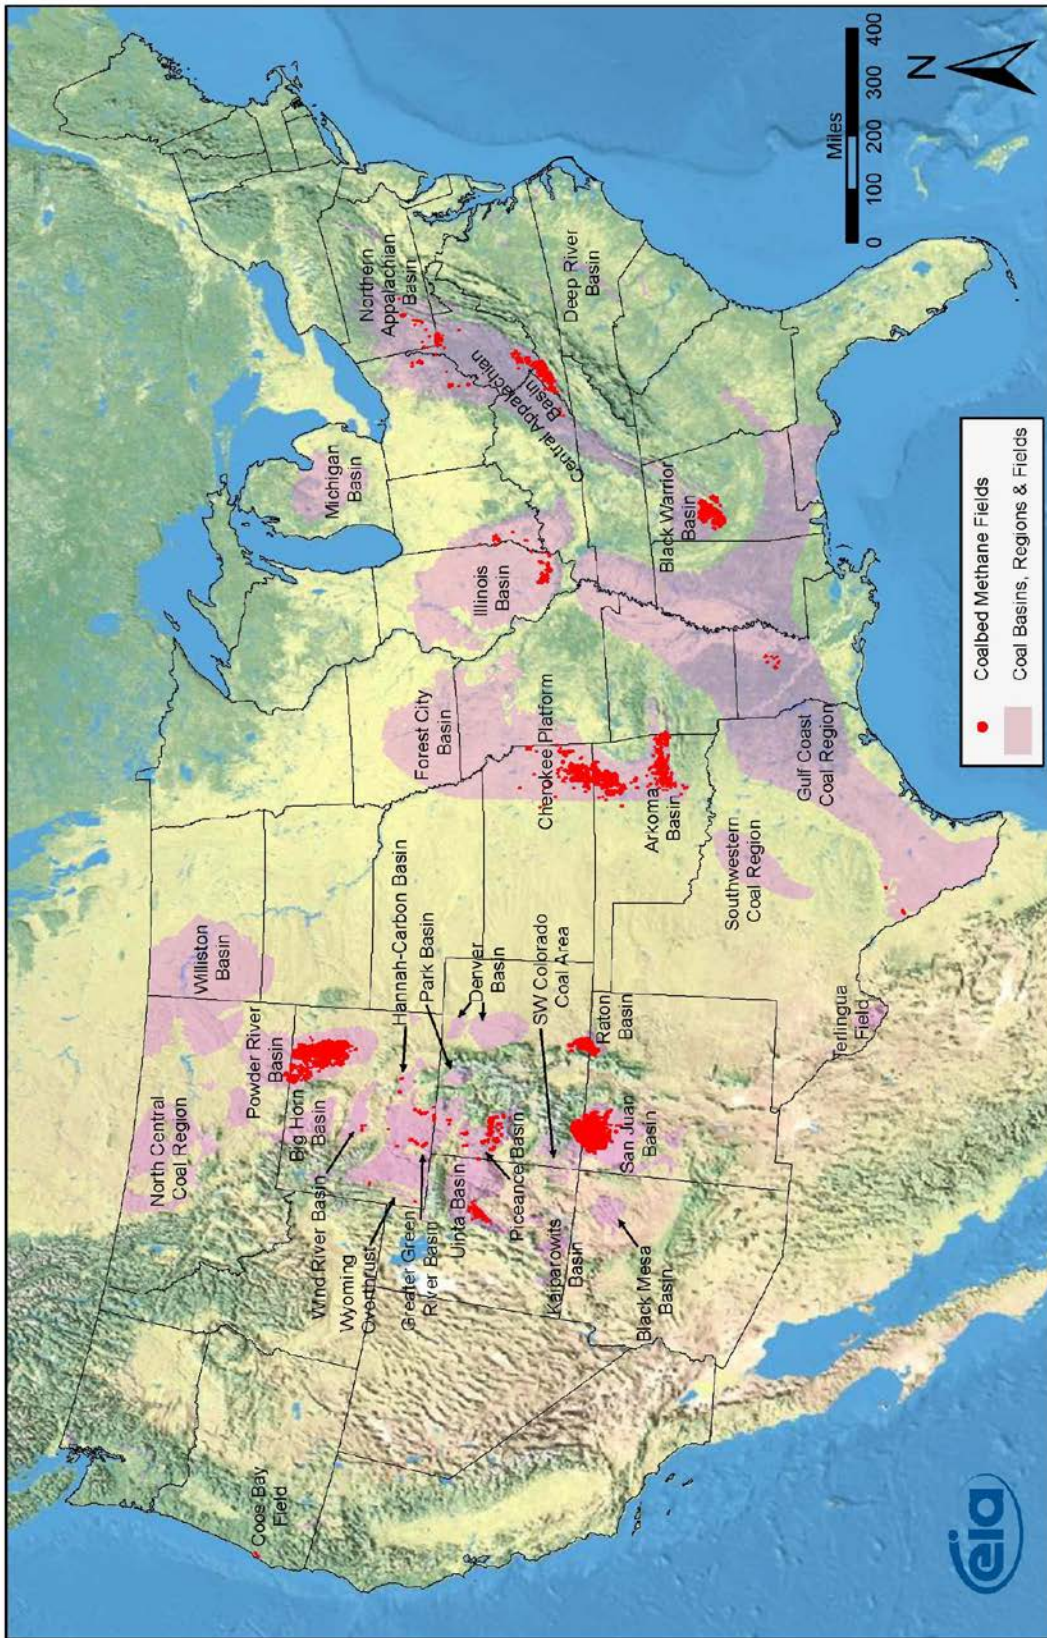 Coos Bay
Field
North Central
Coal Region
Williston
Basin
Powder River
Basin
Big Horn
Basin
Wind River Basin
Wyoming
Overthrust
Greater Green
River Basin
Hannah-Carbon Basin
Park Basin
Denver
Basin
Uinta Basin
Piceance Basin
SW Colorado
Coal Area
Kaiparowits
Basin
Black Mesa
Basin
San Juan
Basin
Raton
Basin
Terlingua
Field
Forest City
Basin
Cherokee Platform
Arkoma
Basin
Southwestern
Coal Region
Gulf Coast
Coal Region
Michigan
Basin
Illinois
Basin
Black Warrior
Basin
Northern
Appalachian
Basin
Central Appalachian
Basin
Deep River
Basin
Coalbed Methane Fields
Coal Basins, Regions & Fields
Miles
0 100 200 300 400
N
eia